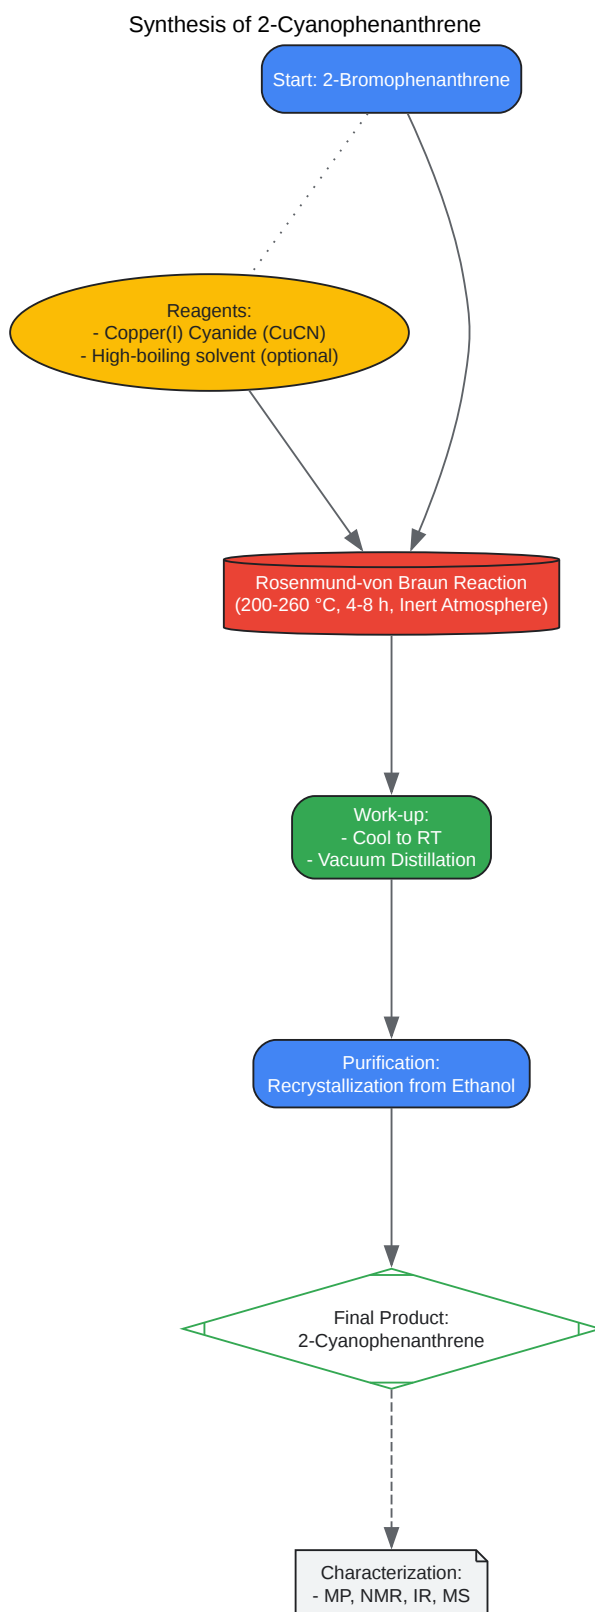 Synthesis of 2-Cyanophenanthrene
Start: 2-Bromophenanthrene
Reagents:
- Copper(I) Cyanide (CuCN)
- High-boiling solvent (optional)
Rosenmund-von Braun Reaction
(200-260 °C, 4-8 h, Inert Atmosphere)
Work-up:
- Cool to RT
- Vacuum Distillation
Purification:
Recrystallization from Ethanol
Final Product:
2-Cyanophenanthrene
Characterization:
- MP, NMR, IR, MS